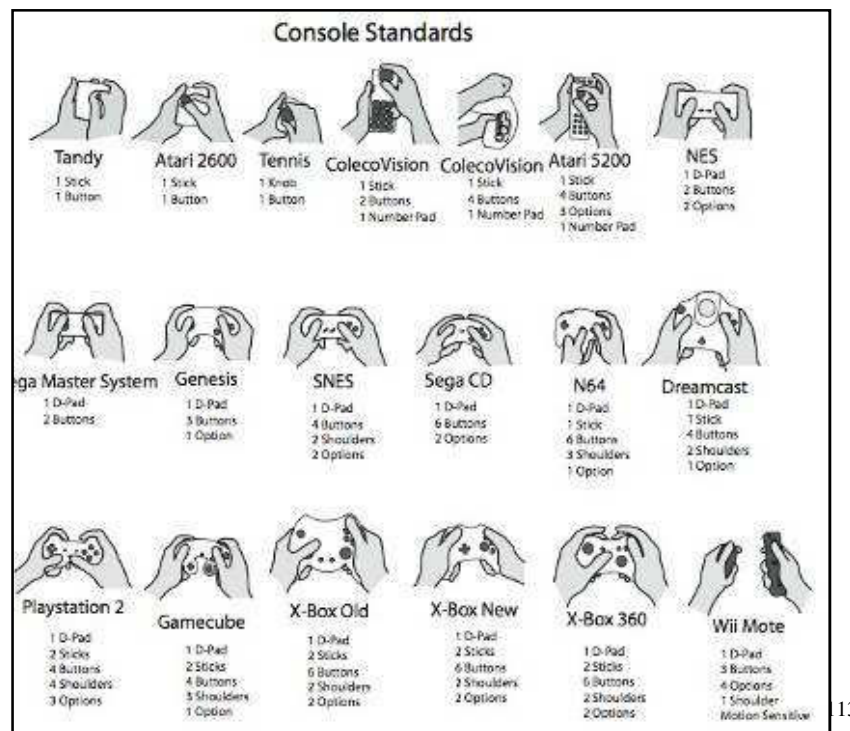 Console Standards
Tandy
1 Stick
1 Button
Atari 2600
1 Stick
1 Button
Tennis
1 Knob
1 Button
ColecoVision
1 Stick
2 Buttons
1 Number Pad
ColecoVision
1 Stick
4 Buttons
1 Number Pad
Atari 5200
1 Stick
4 Buttons
3 Options
1 Number Pad
NES
1 D-Pad
2 Buttons
2 Options
ega Master System
1 D-Pad
2 Buttons
Genesis
1 D-Pad
3 Buttons
1 Option
SNES
1 D-Pad
4 Buttons
2 Shoulders
2 Options
Sega CD
1 D-Pad
6 Buttons
2 Options
N64
1 D-Pad
1 Stick
6 Buttons
3 Shoulders
1 Option
Dreamcast
1 D-Pad
1 Stick
4 Buttons
2 Shoulders
1 Option
Playstation 2
1 D-Pad
2 Sticks
4 Buttons
4 Shoulders
3 Options
Gamecube
1 D-Pad
2 Sticks
4 Buttons
3 Shoulders
1 Option
X-Box Old
1 D-Pad
2 Sticks
6 Buttons
2 Shoulders
2 Options
X-Box New
1 D-Pad
2 Sticks
6 Buttons
2 Shoulders
2 Options
X-Box 360
1 D-Pad
2 Sticks
6 Buttons
2 Shoulders
2 Options
Wii Mote
1 D-Pad
3 Buttons
4 Options
1 Shoulder
Motion Sensitive